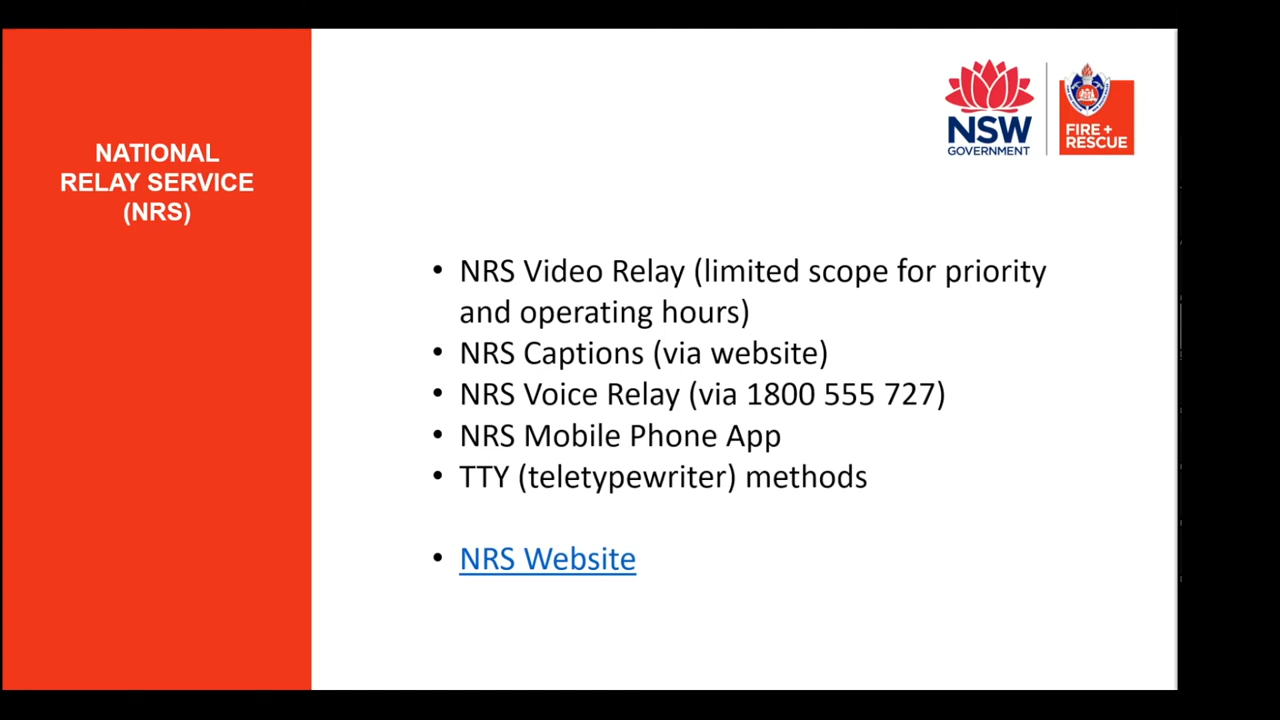 NATIONAL
RELAY SERVICE
(NRS)
NSW
GOVERNMENT
FIRE +
RESCUE
• NRS Video Relay (limited scope for priority
and operating hours)
• NRS Captions (via website)
• NRS Voice Relay (via 1800 555 727)
• NRS Mobile Phone App
• TTY (teletypewriter) methods
• NRS Website